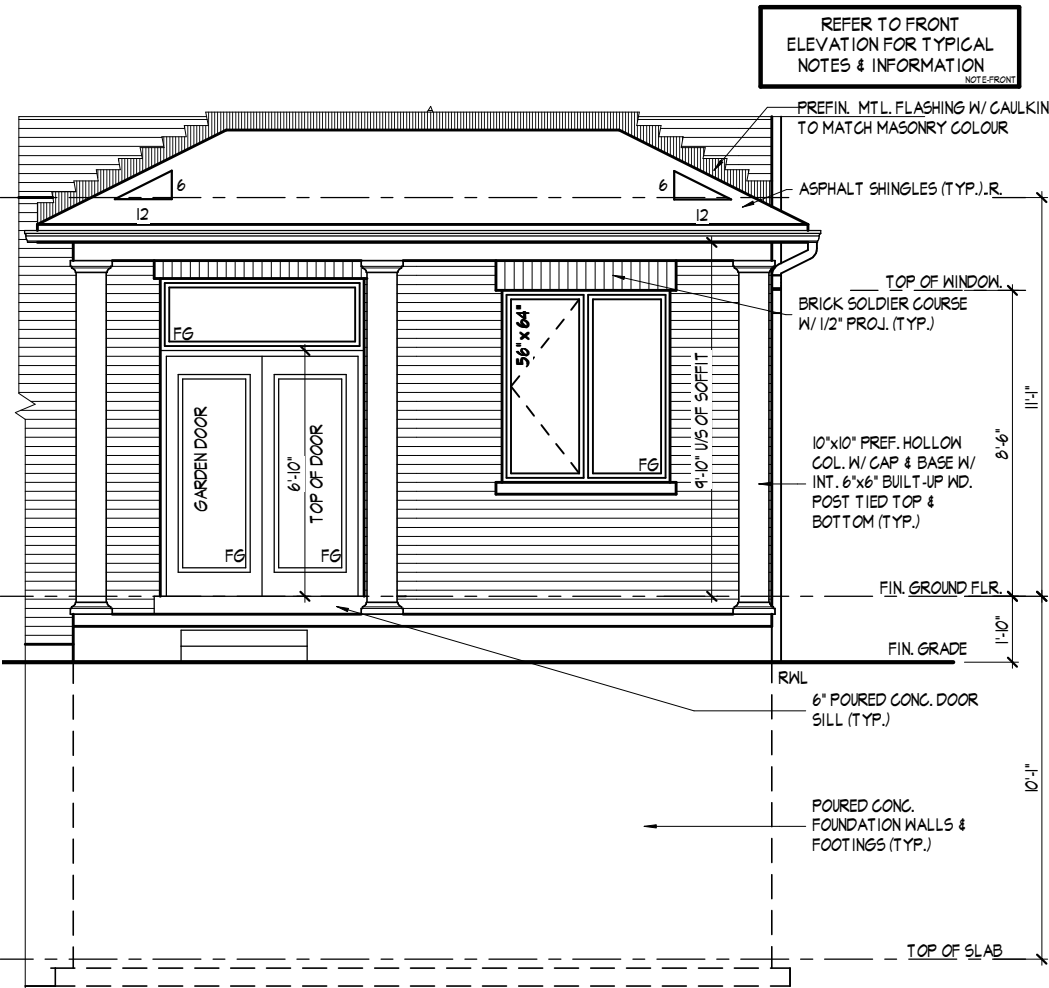 REFER TO FRONT
ELEVATION FOR TYPICAL
NOTES & INFORMATION
NOTE-FRONT
PREFIN. MTL. FLASHING W/ CAULKIN
TO MATCH MASONRY COLOUR
6
12
6
12
ASPHALT SHINGLES (TYP.).R.
TOP OF WINDOW.
BRICK SOLDIER COURSE
W/ 1/2" PROJ. (TYP.)
FG
56" x 64"
GARDEN DOOR
6'-10"
TOP OF DOOR
FG
FG
FG
9'-10" U/S OF SOFFIT
10"x10" PREF. HOLLOW
COL. W/ CAP & BASE W/
INT. 6"x6" BUILT-UP WD.
POST TIED TOP &
BOTTOM (TYP.)
8'-6"
11'-1"
FIN. GROUND FLR.
1'-10"
FIN. GRADE
RWL
6" POURED CONC. DOOR
SILL (TYP.)
10'-1"
POURED CONC.
FOUNDATION WALLS &
FOOTINGS (TYP.)
TOP OF SLAB